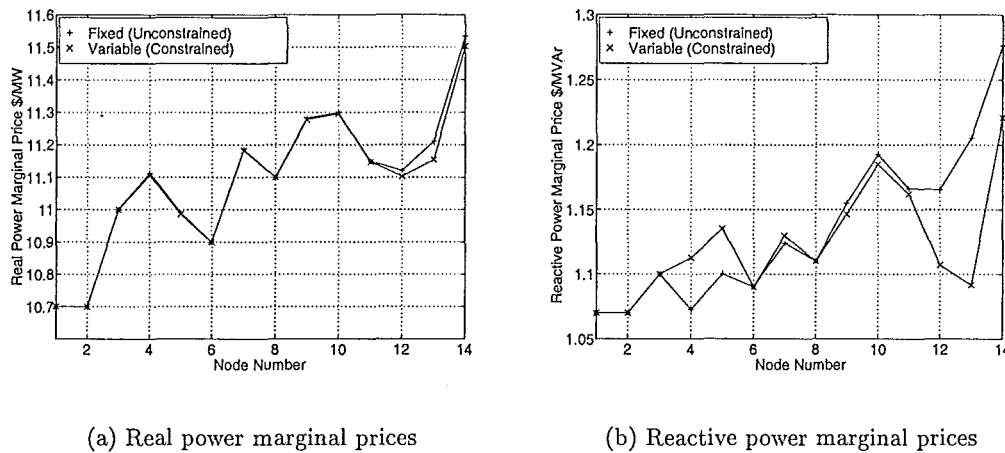 11.6
11.5
11.4
11.3
11.2
11.1
11
10.9
10.8
10.7
Real Power Marginal Price $/MW
+ Fixed (Unconstrained)
× Variable (Constrained)
2 4 6 8 10 12 14
Node Number
(a) Real power marginal prices
1.3
1.25
1.2
1.15
1.1
1.05
Reactive Power Marginal Price $/MVAr
+ Fixed (Unconstrained)
× Variable (Constrained)
2 4 6 8 10 12 14
Node Number
(b) Reactive power marginal prices